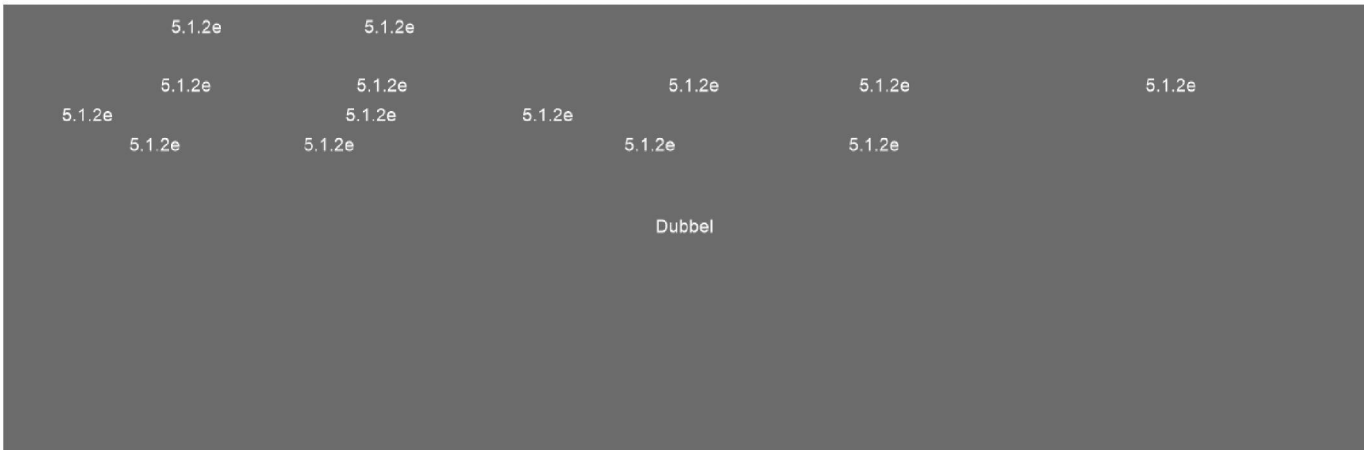 5.1.2e 5.1.2e
5.1.2e 5.1.2e 5.1.2e 5.1.2e 5.1.2e
5.1.2e 5.1.2e 5.1.2e
5.1.2e 5.1.2e 5.1.2e 5.1.2e
Dubbel